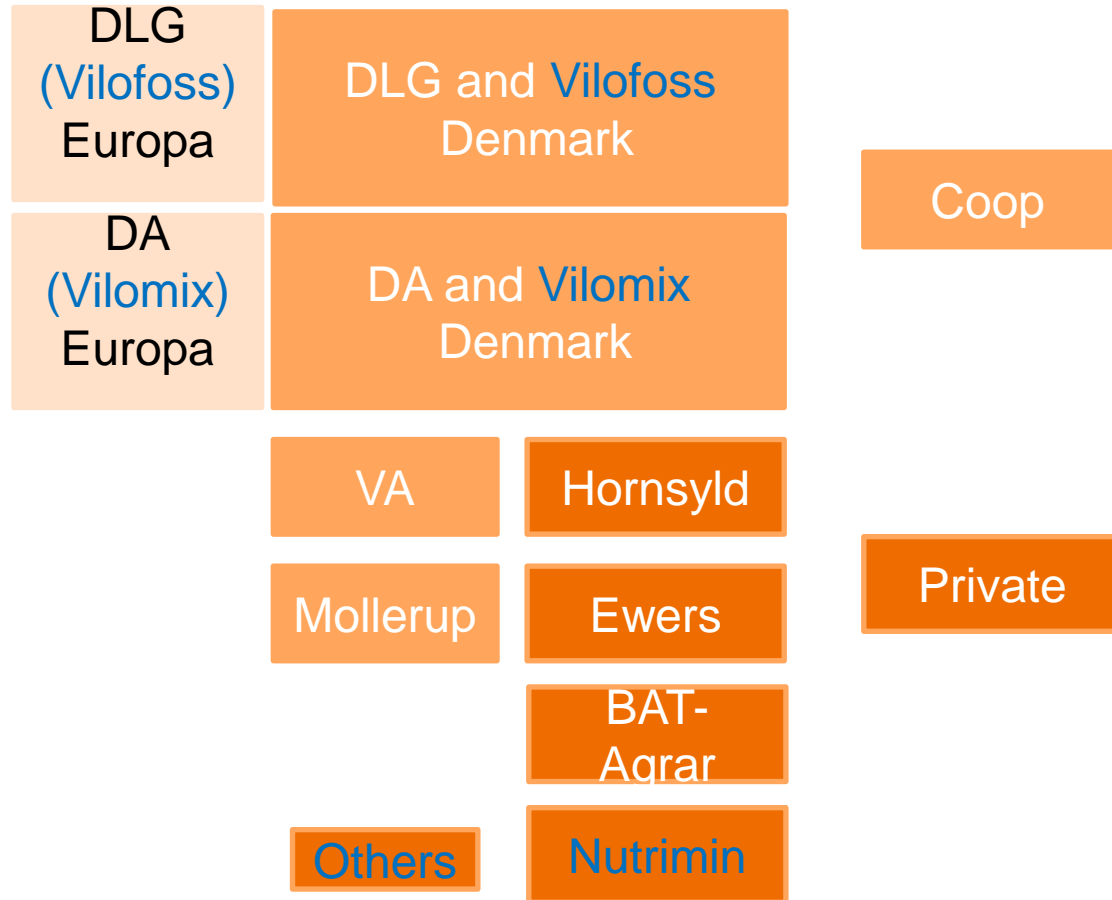 DLG
(Vilofoss)
Europa
DLG and Vilofoss
Denmark
Coop
DA
(Vilomix)
Europa
DA and Vilomix
Denmark
VA
Hornsyld
Private
Mollerup
Ewers
BAT-
Agrar
Others
Nutrimin